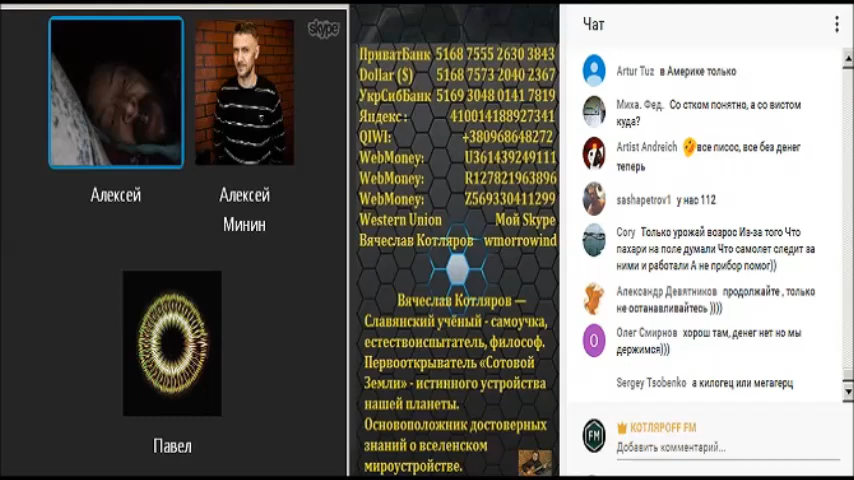 skype
Алексей
Алексей
Минин
Павел
ПриватБанк 5168 7555 2630 3843
Dollar ($) 5168 7573 2040 2367
УкрСибБанк 5169 3048 0141 7819
Яндекс : 410014188927341
QIWI: +380968648272
WebMoney: U361439249111
WebMoney: R127821963896
WebMoney: Z569330411299
Western Union Мой Skype
Вячеслав Котляров wmorrowind
Вячеслав Котляров —
Славянский учёный - самоучка,
естествоиспытатель, философ.
Первооткрыватель «Сотовой
Земли» - истинного устройства
нашей планеты.
Основоположник достоверных
знаний о вселенском
мироустройстве.
Чат
Artur Tuz в Америке только
Миха. Фед. Со стком понятно, а со вистом
куда?
Artist Andreich все писос, все без денег
теперь
sashapetrov1 у нас 112
Cory Только урожай возрос Из-за того Что
пахари на поле думали Что самолет следит за
ними и работали А не прибор помог))
Александр Девятников продолжайте , только
не останавливайтесь ))))
О
Олег Смирнов хорош там, денег нет но мы
держимся)))
Sergey Tsobenko а килогец или мегагерц
FM
КОТЛЯРОFF FM
Добавить комментарий...